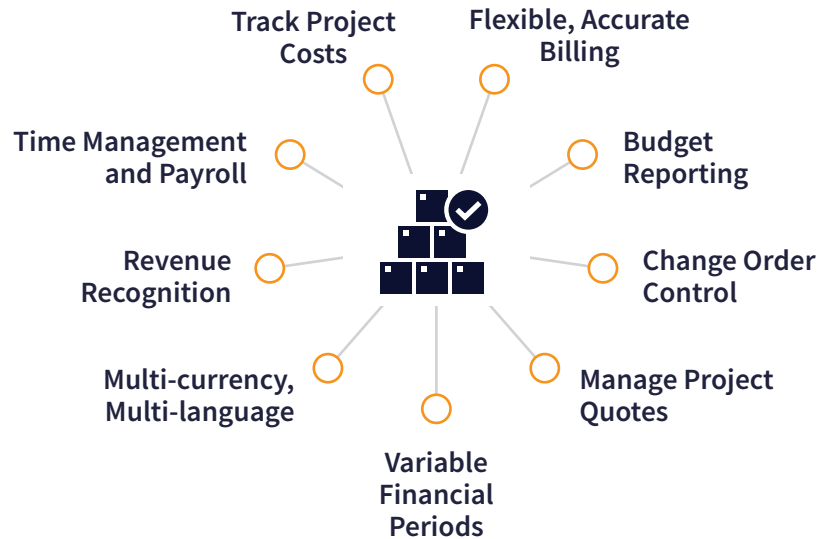 Track Project
Costs
Flexible, Accurate
Billing
Time Management
and Payroll
Budget
Reporting
Revenue
Recognition
Change Order
Control
Multi-currency,
Multi-language
Manage Project
Quotes
Variable
Financial
Periods